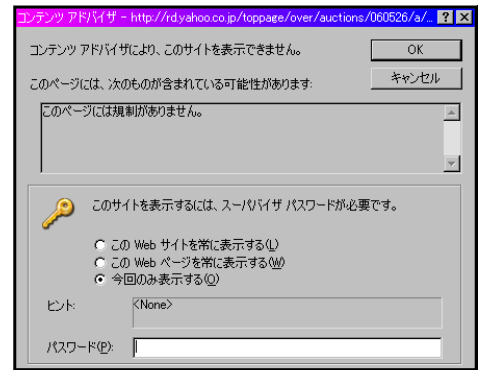 コンテンツ アドバイザ - http://rd.yahoo.co.jp/toppage/over/auctions/060526/a/...
コンテンツ アドバイザにより、このサイトを表示できません。
OK
このページには、次のものが含まれている可能性があります:
キャンセル
このページには規制がありません。
このサイトを表示するには、スーパバイザ パスワードが必要です。
この Web サイトを常に表示する(L)
この Web ページを常に表示する(W)
今回のみ表示する(O)
ヒント:
<None>
パスワード(P):